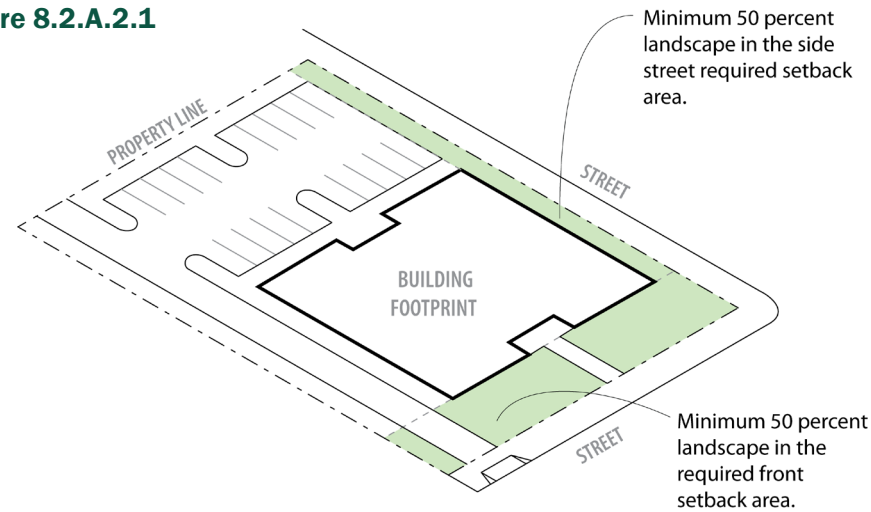 re 8.2.A.2.1
Minimum 50 percent
landscape in the side
street required setback
area.
PROPERTY LINE
STREET
BUILDING
FOOTPRINT
STREET
Minimum 50 percent
landscape in the
required front
setback area.